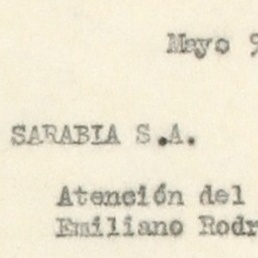 Mayo 9
SARABIA S.A.
Atención del
Emiliano Rodr